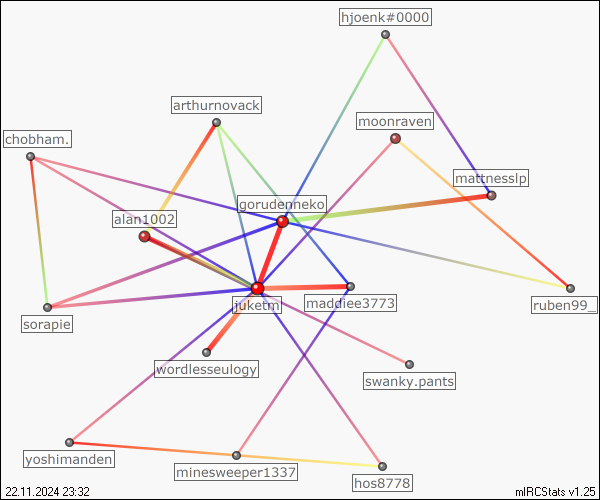 hjoenk#0000
arthurnovack
moonraven
chobham.
mattnesslp
gorudenneko
alan1002
juketm
maddiee3773
ruben99_
sorapie
wordlesseulogy
swanky.pants
yoshimanden
minesweeper1337
hos8778
22.11.2024 23:32
mIRCStats v1.25